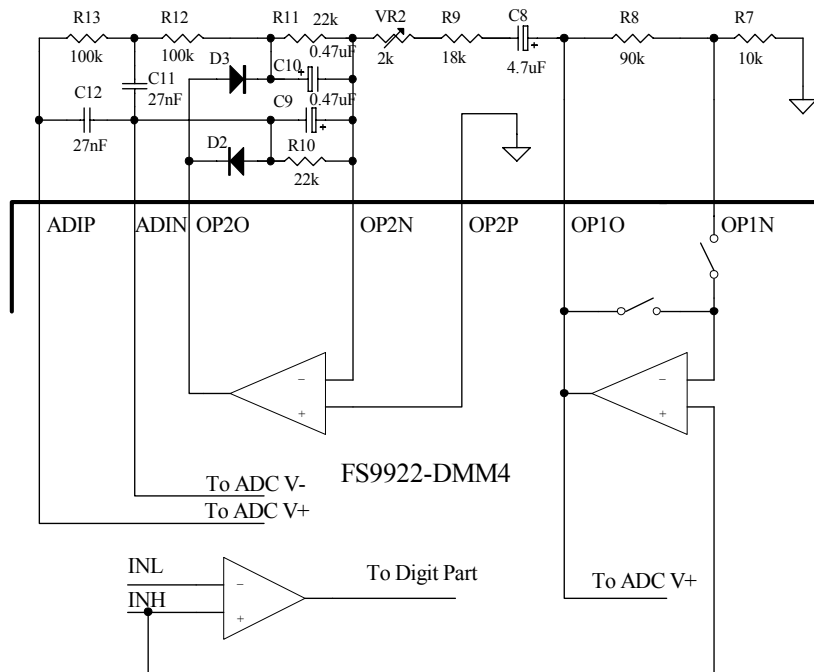 R13
100k
R12
100k
R11
22k
0.47uF
VR2
2k
R9
18k
C8
4.7uF
R8
90k
R7
10k
D3
C10
+
0.47uF
C11
27nF
C12
27nF
C9
+
D2
R10
22k
+
ADIP
ADIN
OP2O
OP2N
OP2P
OP1O
OP1N
−
+
−
+
FS9922-DMM4
To ADC V-
To ADC V+
INL
INH
−
+
To Digit Part
To ADC V+